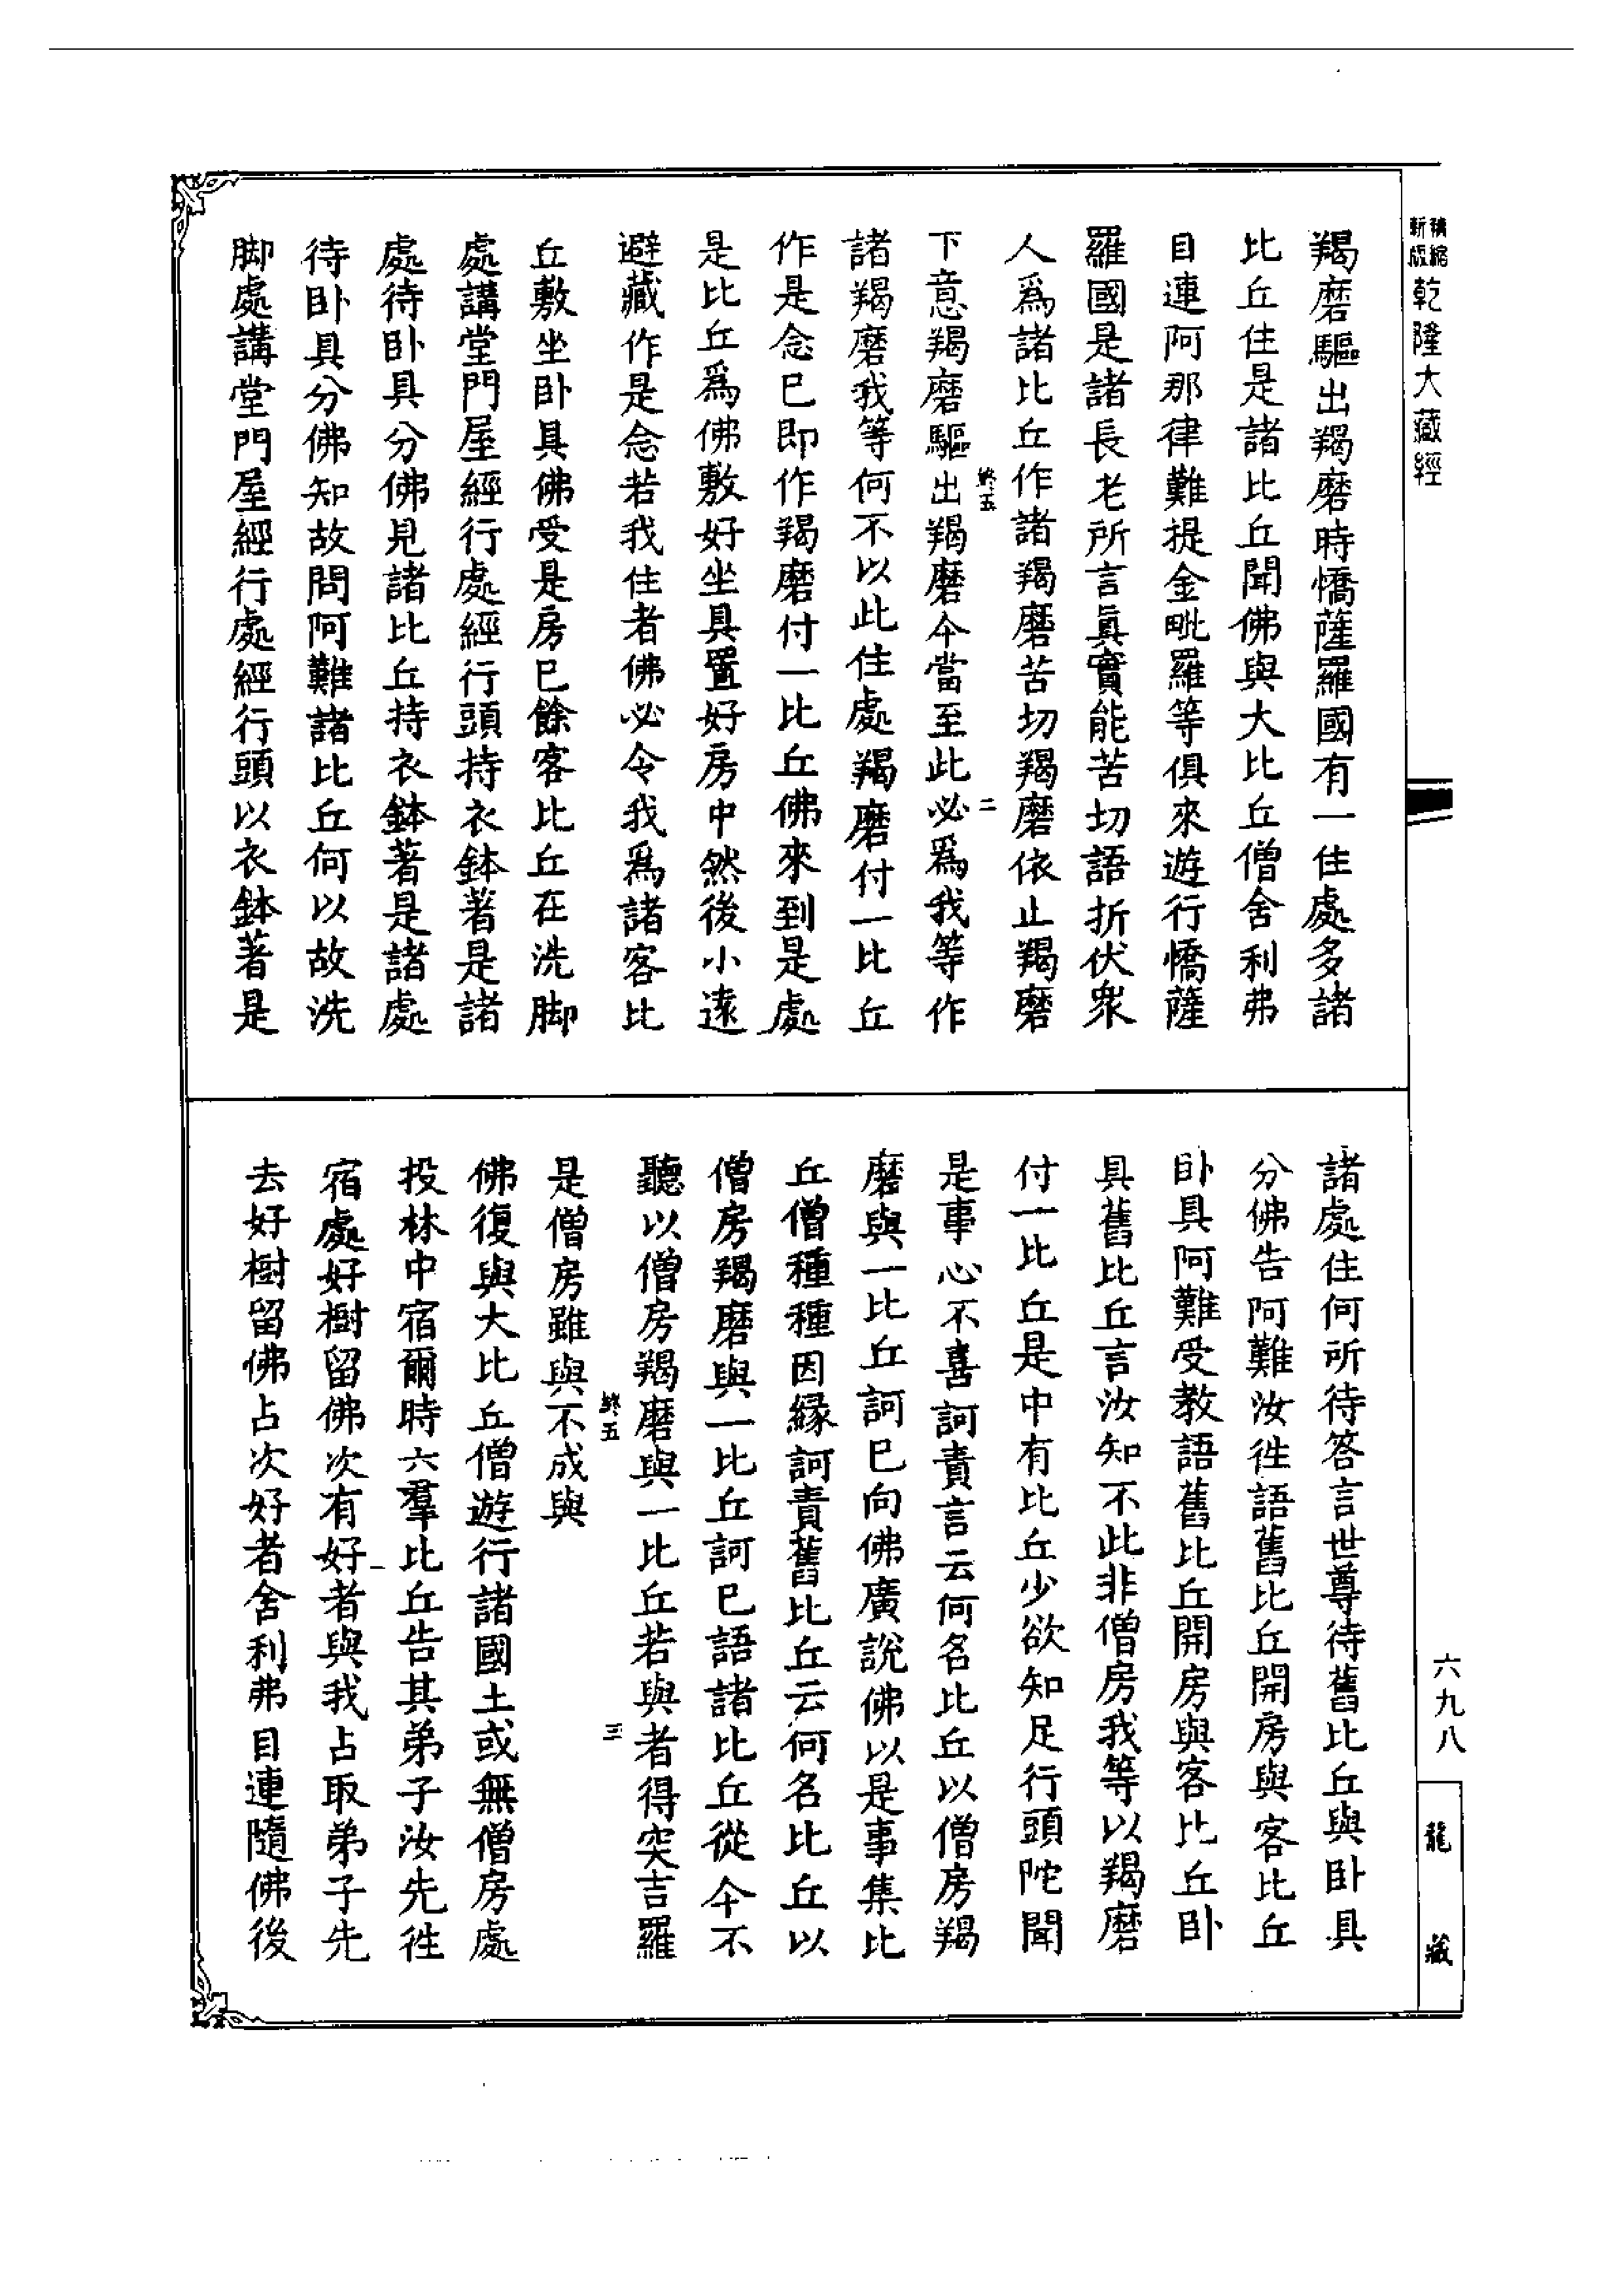 精縮新版乾隆大藏經
羯磨驅出羯磨時憍薩羅國有一住處多諸
比丘住是諸比丘聞佛與大比丘僧舍利弗
目連阿那律難提金毗羅等俱來遊行憍薩
羅國是諸長老所言眞實能苦切語折伏衆
人爲諸比丘作諸羯磨苦切羯磨依止羯磨
終五 二
下意羯磨驅出羯磨今當至此必爲我等作
諸羯磨我等何不以此住處羯磨付一比丘
作是念已即作羯磨付一比丘佛來到是處
是比丘爲佛敷好坐具置好房中然後小遠
避藏作是念若我住者佛必令我爲諸客比
丘敷坐卧具佛受是房已餘客比丘在洗脚
處講堂門屋經行處經行頭持衣鉢著是諸
處待卧具分佛見諸比丘持衣鉢著是諸處
待卧具分佛知故問阿難諸比丘何以故洗
脚處講堂門屋經行處經行頭以衣鉢著是
諸處住何所待答言世尊待舊比丘與卧具
分佛告阿難汝徃語舊比丘開房與客比丘
卧具阿難受教語舊比丘開房與客比丘卧
具舊比丘言汝知不此非僧房我等以羯磨
付一比丘是中有比丘少欲知足行頭陀聞
是事心不喜訶責言云何名比丘以僧房羯
磨與一比丘訶已向佛廣說佛以是事集比
丘僧種種因緣訶責舊比丘云何名比丘以
僧房羯磨與一比丘訶已語諸比丘從今不
聽以僧房羯磨與一比丘若與者得突吉羅
終五 三
是僧房雖與不成與
佛復與大比丘僧遊行諸國土或無僧房處
投林中宿爾時六羣比丘告其弟子汝先徃
宿處好樹留佛次有好者與我占取弟子先
去好樹留佛占次好者舍利弗目連隨佛後
六九八
龍藏